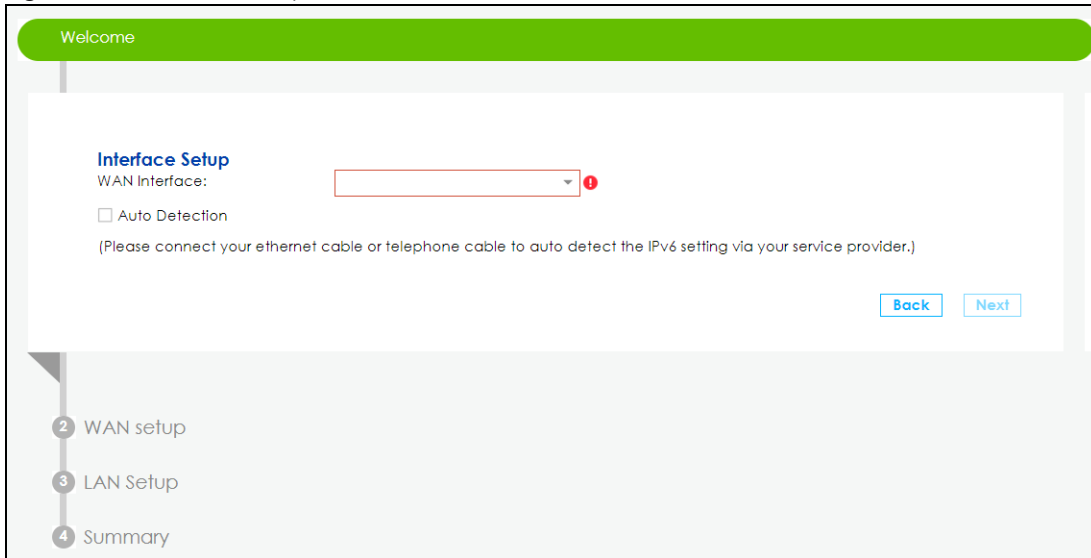 Welcome
Interface Setup
WAN Interface:
Auto Detection
(Please connect your ethernet cable or telephone cable to auto detect the IPv6 setting via your service provider.)
Back Next
2 WAN setup
3 LAN Setup
4 Summary